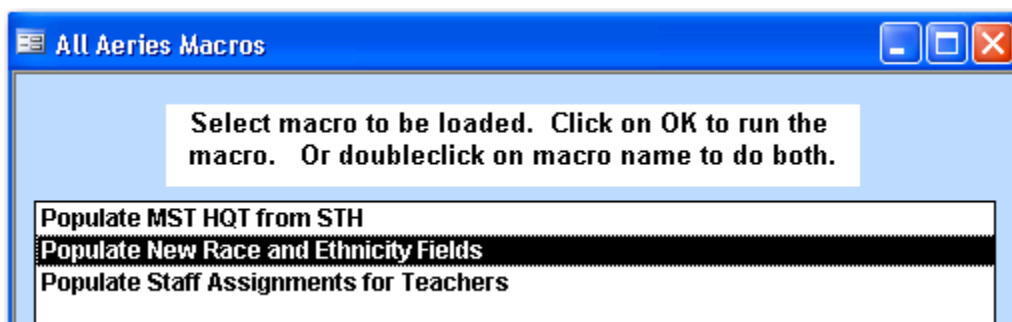 All Aeries Macros
Select macro to be loaded. Click on OK to run the
macro. Or doubleclick on macro name to do both.
Populate MST HQT from STH
Populate New Race and Ethnicity Fields
Populate Staff Assignments for Teachers